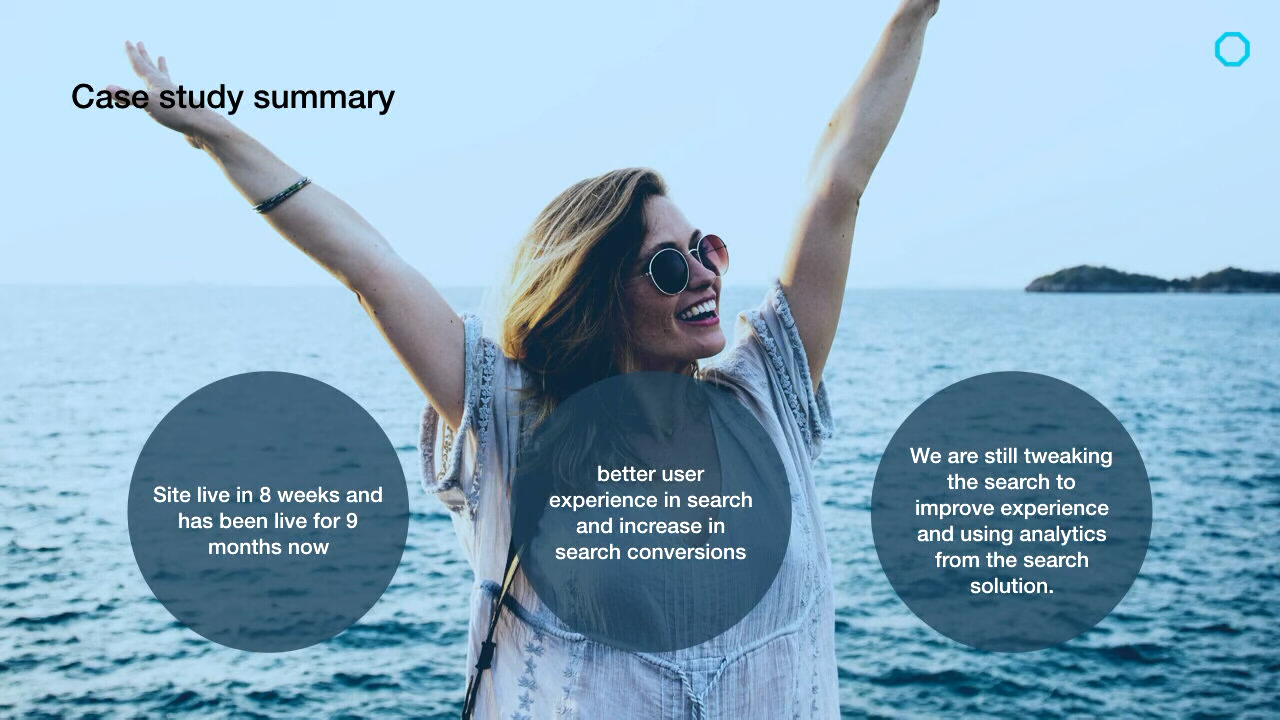 Case study summary
Site live in 8 weeks and
has been live for 9
months now
better user
experience in search
and increase in
search conversions
We are still tweaking
the search to
improve experience
and using analytics
from the search
solution.